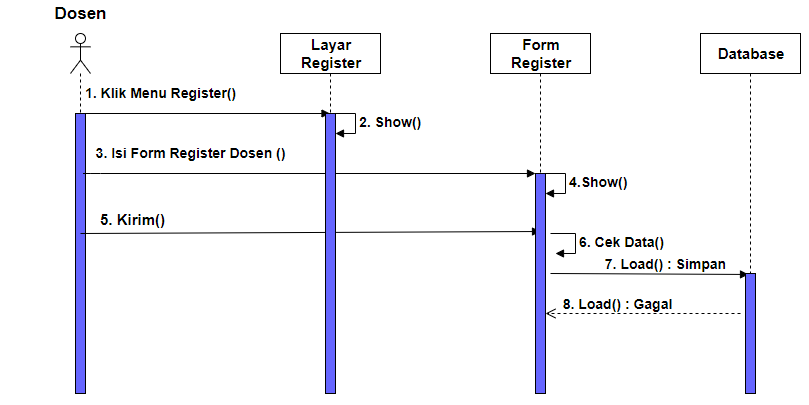 Dosen
Layar
Register
Form
Register
Database
1. Klik Menu Register()
2. Show()
3. Isi Form Register Dosen ()
4.Show()
5. Kirim()
6. Cek Data()
7. Load() : Simpan
8. Load() : Gagal